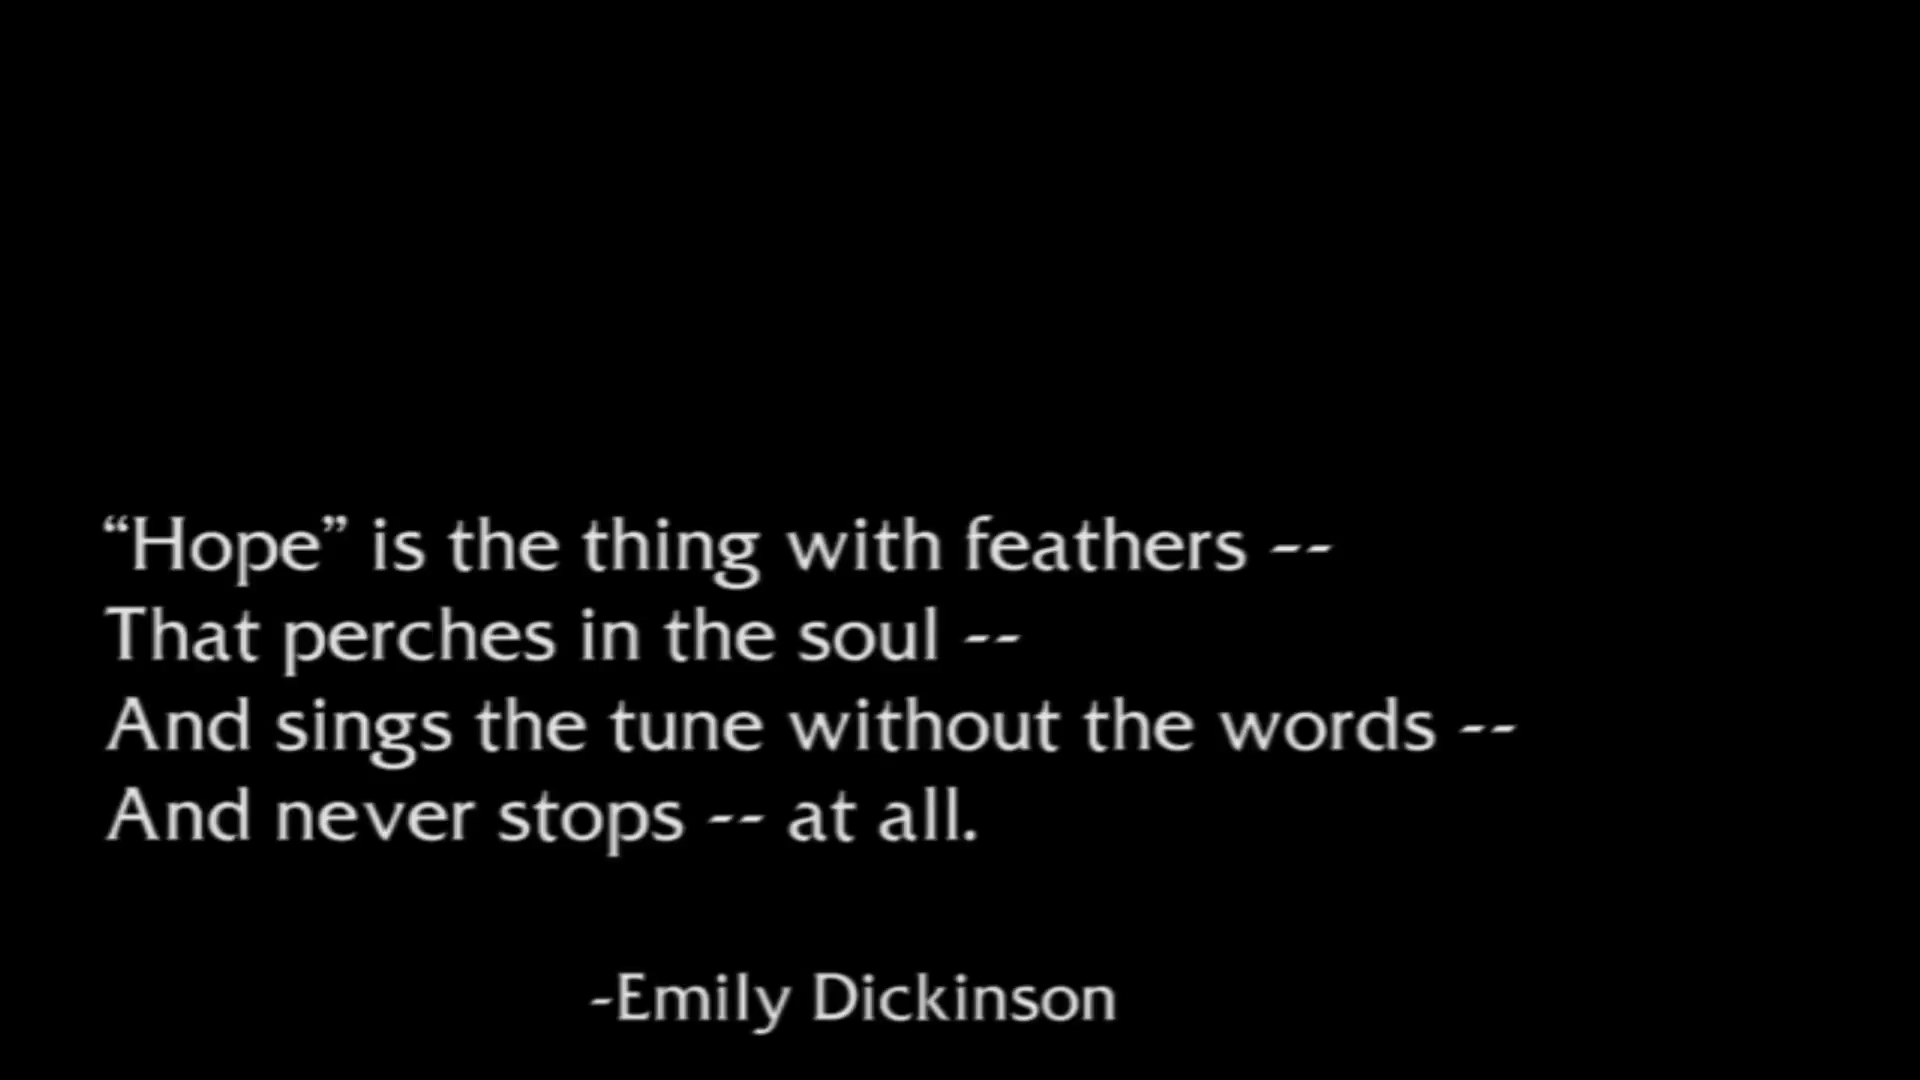 “Hope” is the thing with feathers --
That perches in the soul --
And sings the tune without the words --
And never stops -- at all.
-Emily Dickinson